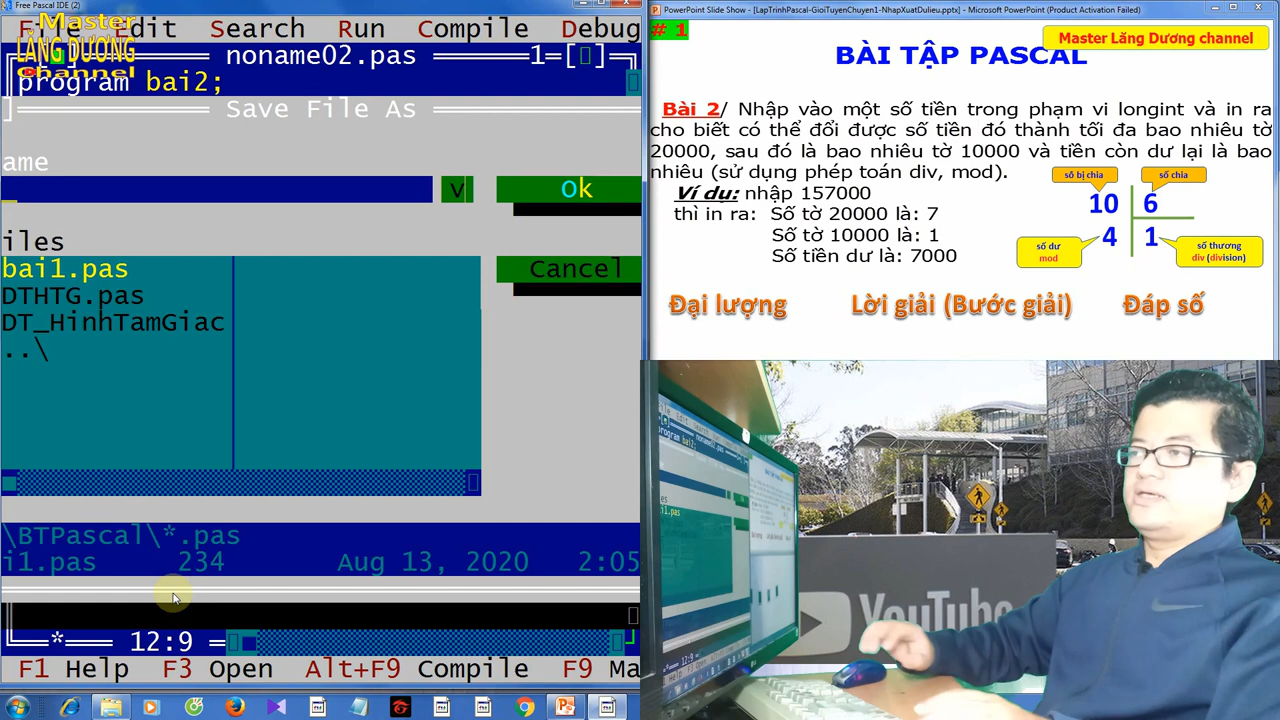 Free Pascal IDE (2)
File Edit Search Run Compile Debug
Master
LĂNG DƯƠNG
Channel
noname02.pas 1=[
program bai2;
] Save File As
ame
v Ok
iles
bai1.pas
DTHTG.pas
DT_HinhTamGiac
..\
Cancel
\BTPascal\*.pas
i1.pas 234 Aug 13, 2020 2:05
* 12:9
F1 Help F3 Open Alt+F9 Compile F9 Ma
PowerPoint Slide Show - [LapTrinhPascal-GioiTuyenChuyen1-NhapXuatDulieu.pptx] - Microsoft PowerPoint (Product Activation Failed)
# 1
Master Lăng Dương channel
BÀI TẬP PASCAL
Bài 2/ Nhập vào một số tiền trong phạm vi longint và in ra
cho biết có thể đổi được số tiền đó thành tối đa bao nhiêu tờ
20000, sau đó là bao nhiêu tờ 10000 và tiền còn dư lại là bao
nhiêu (sử dụng phép toán div, mod).
Ví dụ: nhập 157000
thì in ra: Số tờ 20000 là: 7
Số tờ 10000 là: 1
Số tiền dư là: 7000
số bị chia
số chia
10 6
4 1
số dư
mod
số thương
div (division)
Đại lượng Lời giải (Bước giải) Đáp số
YouTube